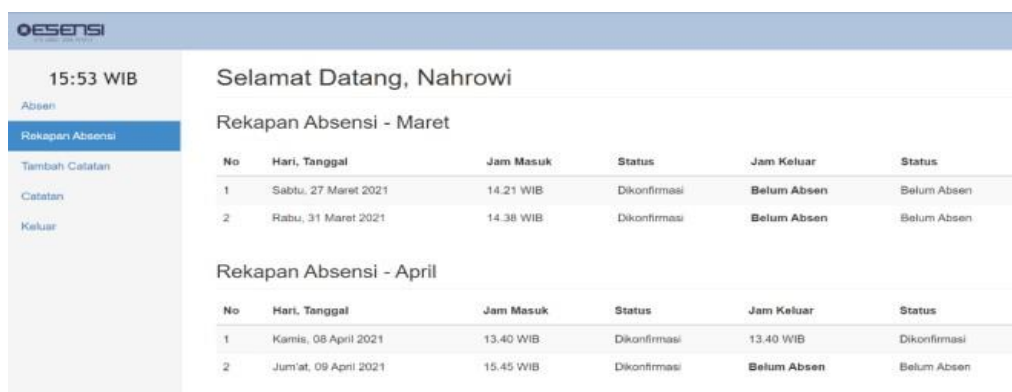 OESENSI
15:53 WIB
Absen
Rekapan Absensi
Tambah Catatan
Catatan
Keluar
Selamat Datang, Nahrowi
Rekapan Absensi - Maret
No Hari, Tanggal Jam Masuk Status Jam Keluar Status
1 Sabtu, 27 Maret 2021 14.21 WIB Dikonfirmasi Belum Absen Belum Absen
2 Rabu, 31 Maret 2021 14.38 WIB Dikonfirmasi Belum Absen Belum Absen
Rekapan Absensi - April
No Hari, Tanggal Jam Masuk Status Jam Keluar Status
1 Kamis, 08 April 2021 13.40 WIB Dikonfirmasi 13.40 WIB Dikonfirmasi
2 Jum'at, 09 April 2021 15.45 WIB Dikonfirmasi Belum Absen Belum Absen